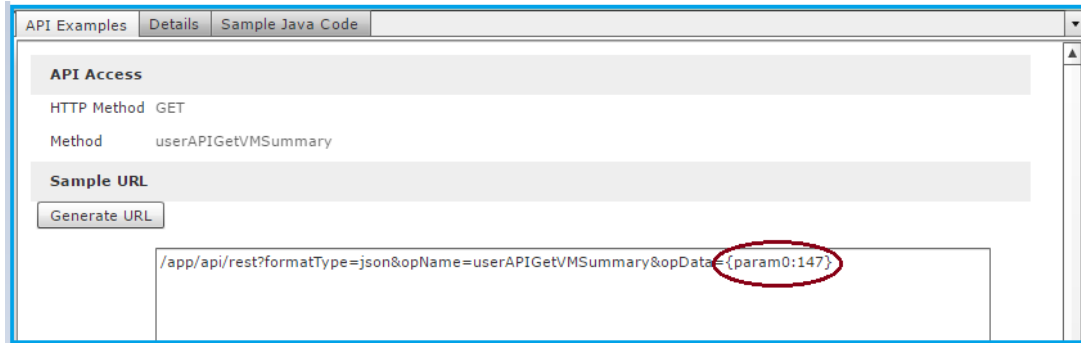 API Examples Details Sample Java Code
API Access
HTTP Method GET
Method userAPIGetVMSummary
Sample URL
Generate URL
/app/api/rest?formatType=json&opName=userAPIGetVMSummary&opData={param0:147}